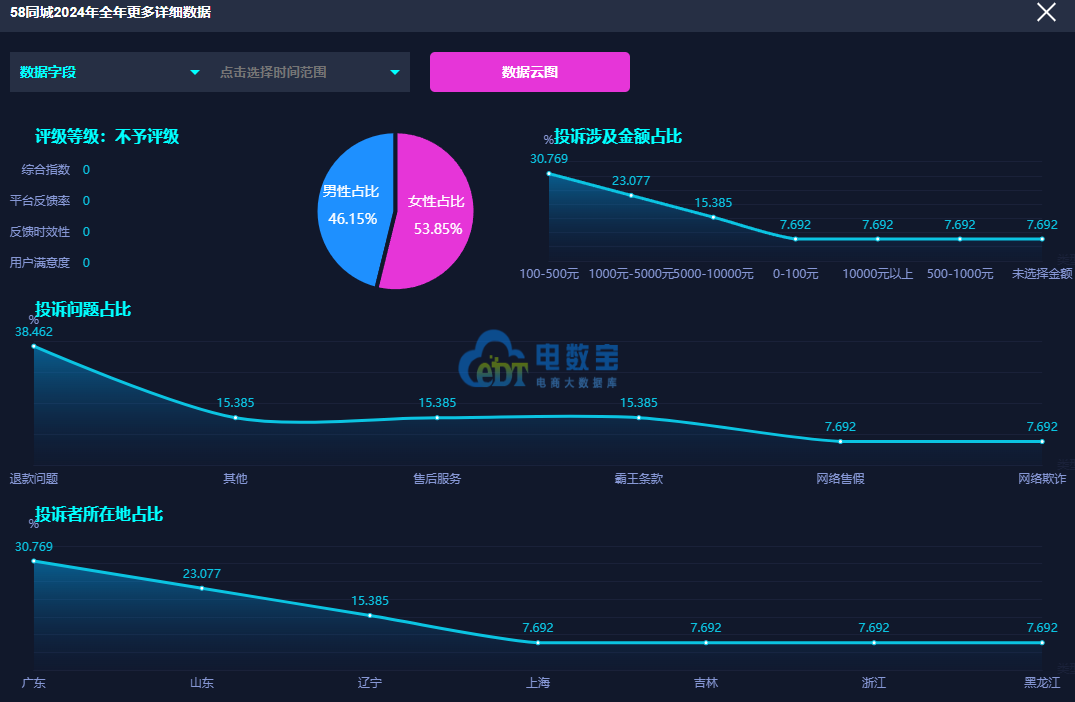 58同城2024年全年更多详细数据
数据字段 点击选择时间范围 数据云图
评级等级：不予评级
综合指数 0
平台反馈率 0
反馈时效性 0
用户满意度 0
男性占比
46.15%
女性占比
53.85%
投诉涉及金额占比
%
30.769 23.077 15.385 7.692 7.692 7.692 7.692
100-500元 1000元-5000元 5000-10000元 0-100元 10000元以上 500-1000元 未选择金额
投诉问题占比
%
38.462 15.385 15.385 15.385 7.692 7.692
退款问题 其他 售后服务 霸王条款 网络售假 网络欺诈
EDT 电数宝
电商大数据库
投诉者所在地占比
%
30.769 23.077 15.385 7.692 7.692 7.692 7.692
广东 山东 辽宁 上海 吉林 浙江 黑龙江